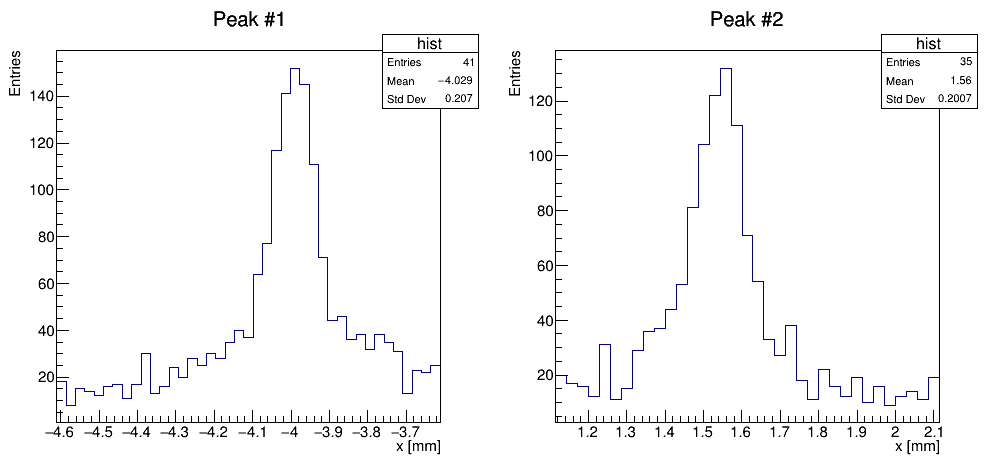 Peak #1
hist
Entries 41
Mean −4.029
Std Dev 0.207
Entries
140
120
100
80
60
40
20
−4.6 −4.5 −4.4 −4.3 −4.2 −4.1 −4 −3.9 −3.8 −3.7
x [mm]
Peak #2
hist
Entries 35
Mean 1.56
Std Dev 0.2007
Entries
120
100
80
60
40
20
1.2 1.3 1.4 1.5 1.6 1.7 1.8 1.9 2 2.1
x [mm]